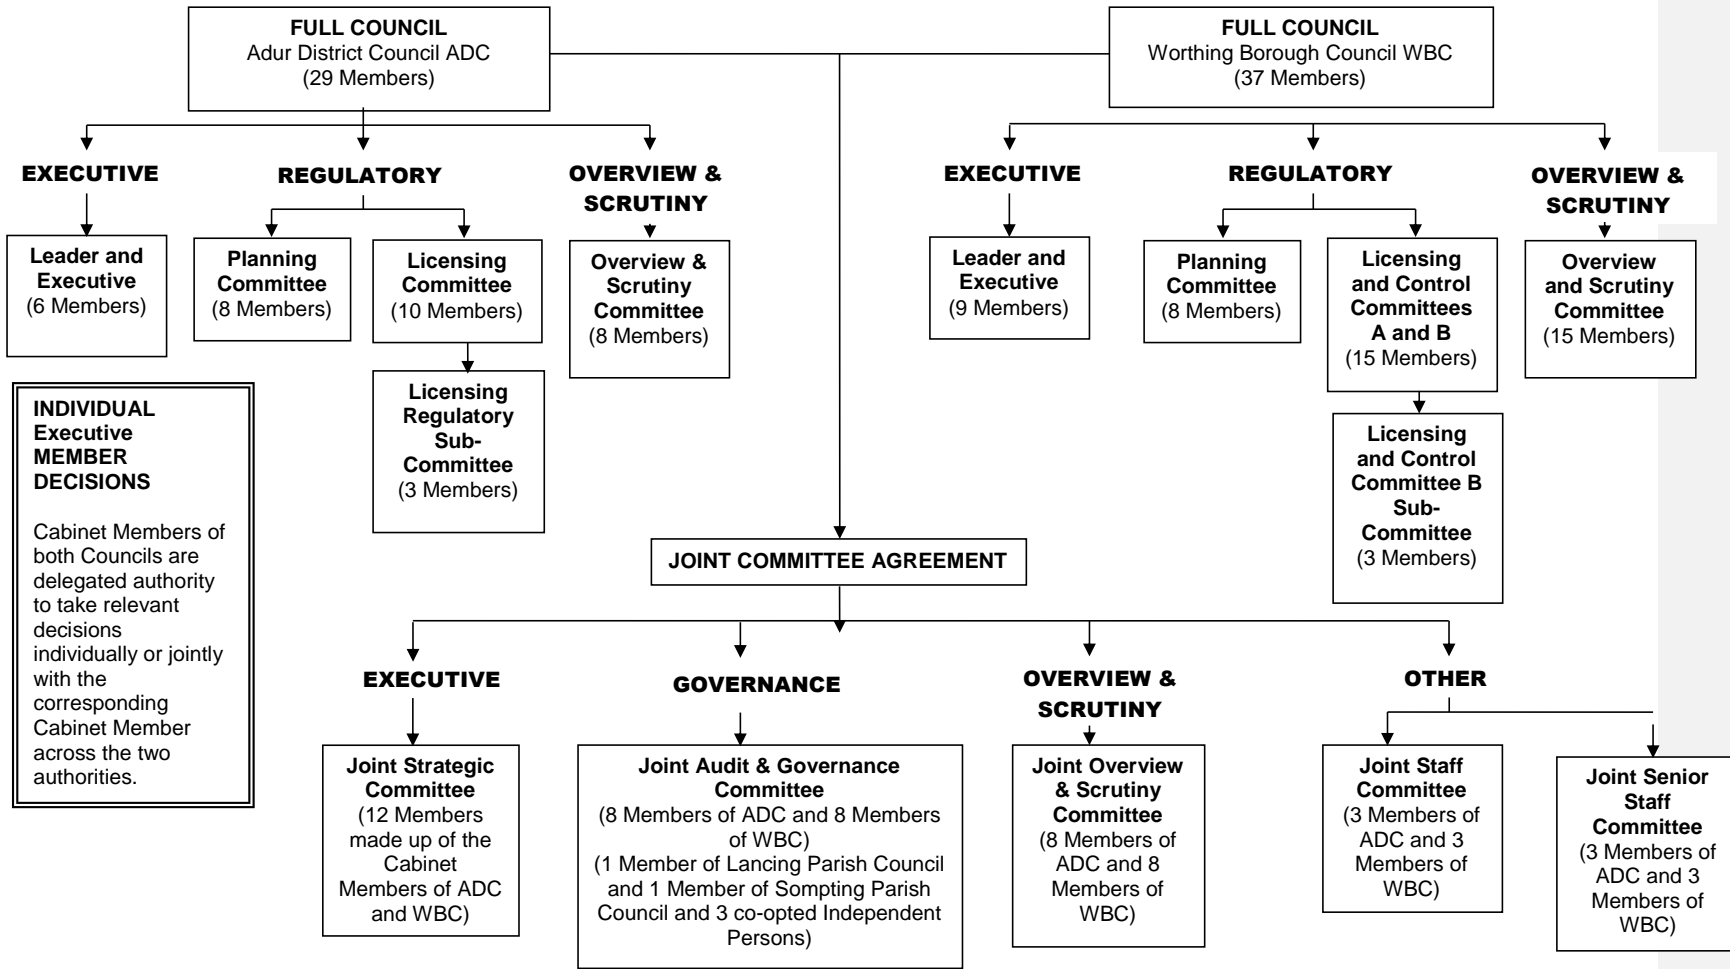 FULL COUNCIL
Adur District Council ADC
(29 Members)
FULL COUNCIL
Worthing Borough Council WBC
(37 Members)
EXECUTIVE
REGULATORY
OVERVIEW &
SCRUTINY
EXECUTIVE
REGULATORY
OVERVIEW &
SCRUTINY
Leader and
Executive
(6 Members)
Planning
Committee
(8 Members)
Licensing
Committee
(10 Members)
Overview &
Scrutiny
Committee
(8 Members)
Leader and
Executive
(9 Members)
Planning
Committee
(8 Members)
Licensing
and Control
Committees
A and B
(15 Members)
Overview
and Scrutiny
Committee
(15 Members)
Licensing
Regulatory
Sub-
Committee
(3 Members)
Licensing
and Control
Committee B
Sub-
Committee
(3 Members)
INDIVIDUAL
Executive
MEMBER
DECISIONS
Cabinet Members of
both Councils are
delegated authority
to take relevant
decisions
individually or jointly
with the
corresponding
Cabinet Member
across the two
authorities.
JOINT COMMITTEE AGREEMENT
EXECUTIVE
GOVERNANCE
OVERVIEW &
SCRUTINY
OTHER
Joint Strategic
Committee
(12 Members
made up of the
Cabinet
Members of ADC
and WBC)
Joint Audit & Governance
Committee
(8 Members of ADC and 8 Members
of WBC)
(1 Member of Lancing Parish Council
and 1 Member of Sompting Parish
Council and 3 co-opted Independent
Persons)
Joint Overview
& Scrutiny
Committee
(8 Members of
ADC and 8
Members of
WBC)
Joint Staff
Committee
(3 Members of
ADC and 3
Members of
WBC)
Joint Senior
Staff
Committee
(3 Members of
ADC and 3
Members of
WBC)